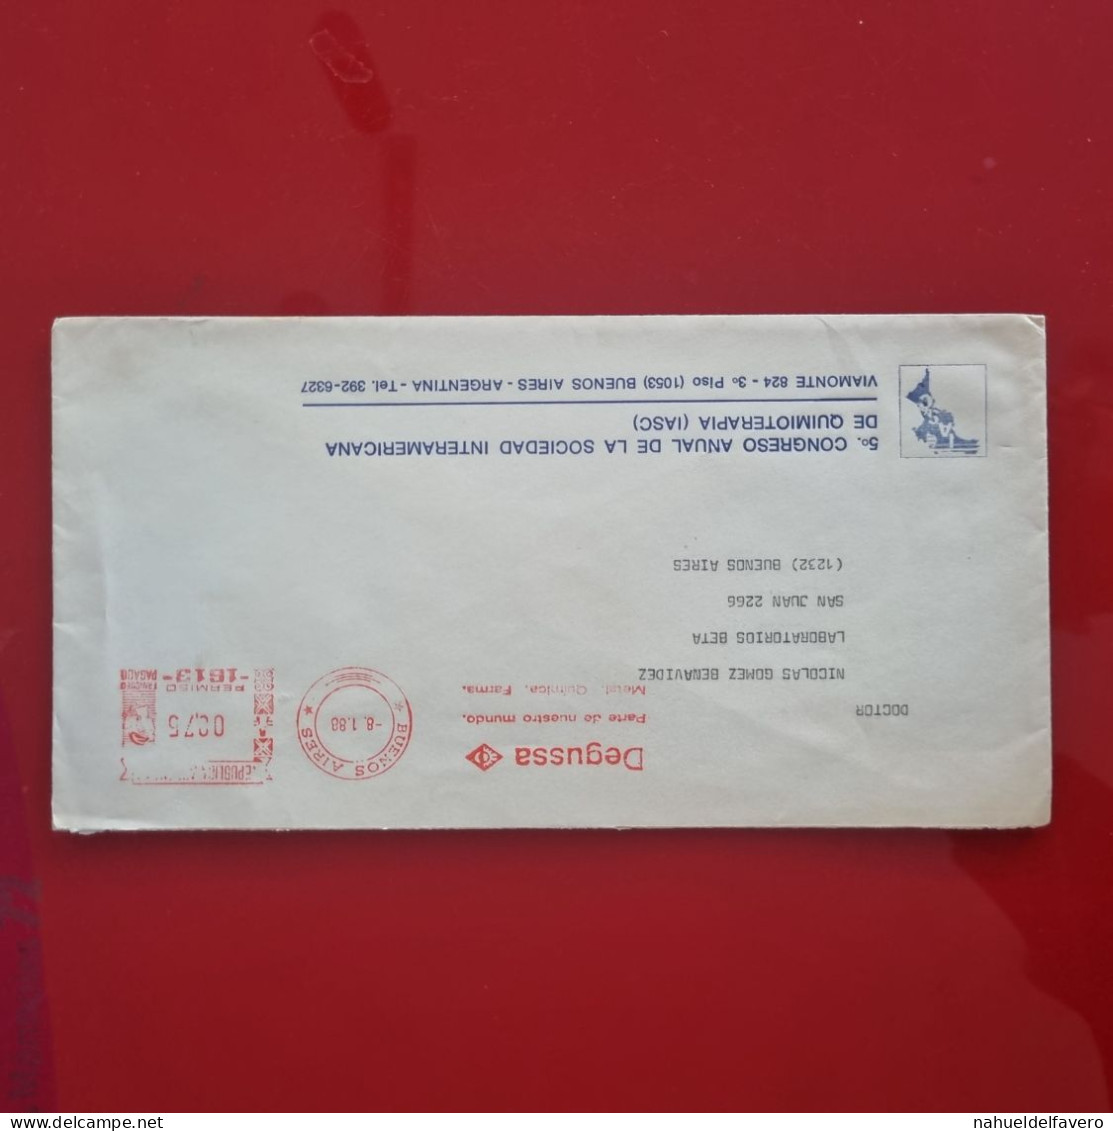 Degussa
Parte de nuestro mundo.
Metal. Química. Farma.
* BUENOS AIRES *
-8.1.88
0075
PERMISO
-1613-
FRANQUEO
PAGADO
DOCTOR
NICOLAS GOMEZ BENAVIDEZ
LABORATORIOS BETA
SAN JUAN 2266
(1232) BUENOS AIRES
5º. CONGRESO ANUAL DE LA SOCIEDAD INTERAMERICANA
DE QUIMIOTERAPIA (IASC)
VIAMONTE 824 - 3º Piso (1053) BUENOS AIRES - ARGENTINA - Tel. 392-6327
delcampe.net
nahueldelfavero